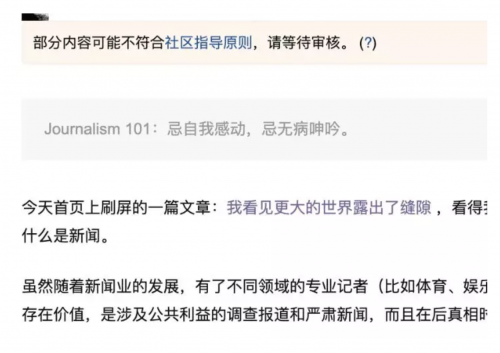 部分内容可能不符合社区指导原则，请等待审核。 (?)
Journalism 101：忌自我感动，忌无病呻吟。
今天首页上刷屏的一篇文章：我看见更大的世界露出了缝隙 ，看得
什么是新闻。
虽然随着新闻业的发展，有了不同领域的专业记者（比如体育、娱乐
存在价值，是涉及公共利益的调查报道和严肃新闻，而且在后真相时